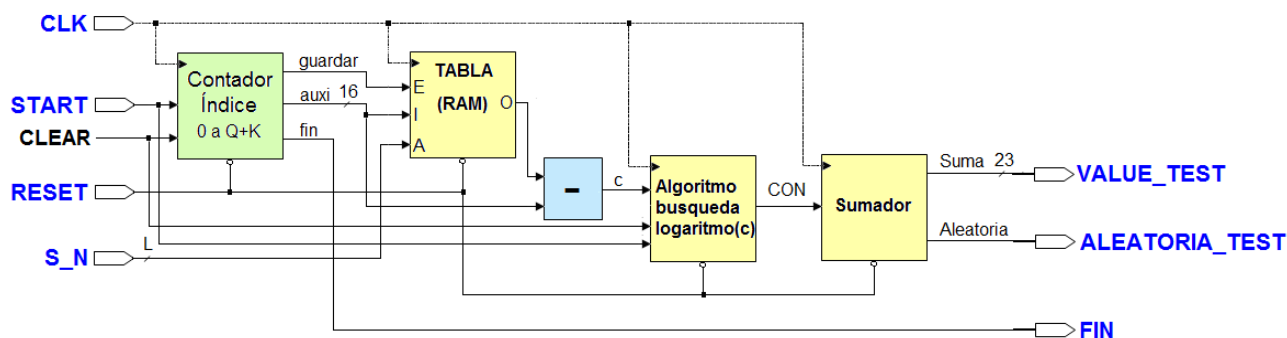 CLK
START
CLEAR
RESET
S_N
L
Contador
Índice
0 a Q+K
guardar
auxi 16
fin
TABLA
(RAM)
E
I
A
O
-
c
Algoritmo
busqueda
logaritmo(c)
CON
Sumador
Suma 23
Aleatoria
VALUE_TEST
ALEATORIA_TEST
FIN